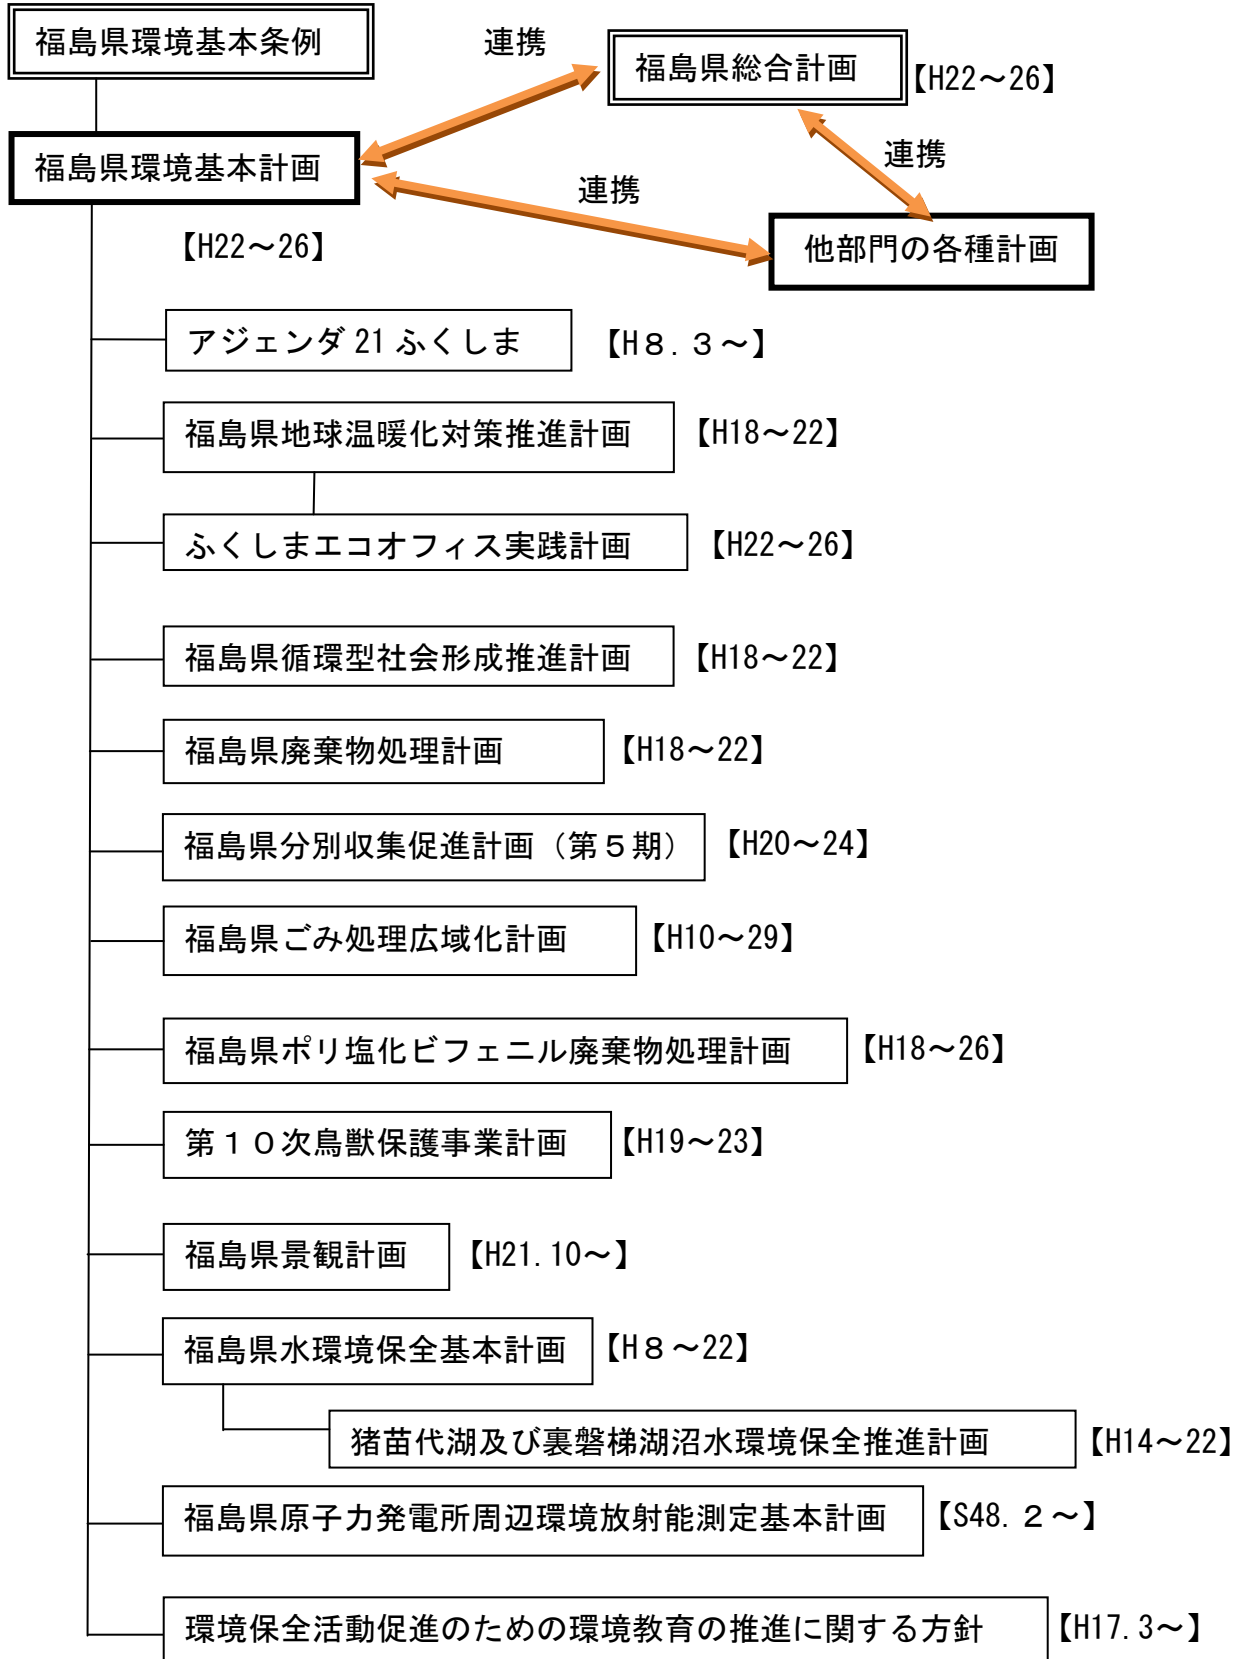 福島県環境基本条例
連携
福島県総合計画
【H22～26】
福島県環境基本計画
連携
連携
【H22～26】
他部門の各種計画
アジェンダ 21 ふくしま
【H８．３～】
福島県地球温暖化対策推進計画
【H18～22】
ふくしまエコオフィス実践計画
【H22～26】
福島県循環型社会形成推進計画
【H18～22】
福島県廃棄物処理計画
【H18～22】
福島県分別収集促進計画（第５期）
【H20～24】
福島県ごみ処理広域化計画
【H10～29】
福島県ポリ塩化ビフェニル廃棄物処理計画
【H18～26】
第１０次鳥獣保護事業計画
【H19～23】
福島県景観計画
【H21.10～】
福島県水環境保全基本計画
【H８～22】
猪苗代湖及び裏磐梯湖沼水環境保全推進計画
【H14～22】
福島県原子力発電所周辺環境放射能測定基本計画
【S48.２～】
環境保全活動促進のための環境教育の推進に関する方針
【H17.3～】